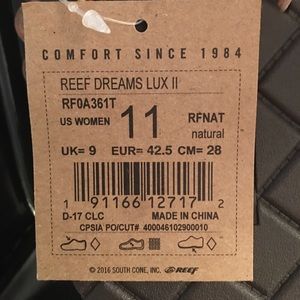 COMFORT SINCE 1984
REEF DREAMS LUX II
RF0A361T
US WOMEN 11 RFNAT
natural
UK= 9 EUR= 42.5 CM= 28
1 91166 12717 2
D-17 CLC MADE IN CHINA
CPSIA PO/CUT# 400046102900010
© 2016 SOUTH CONE, INC. REEF